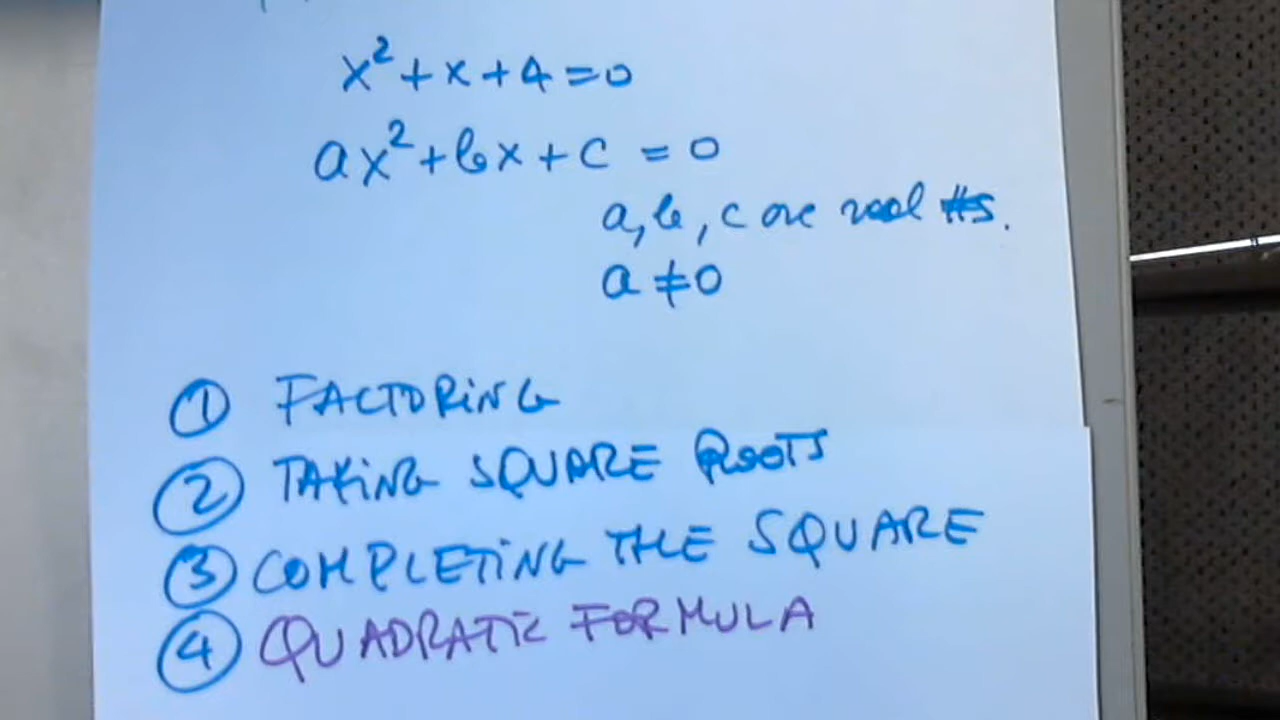 x²+x+4=0
ax²+bx+c=0
a,b,c are real #s.
a≠0
① FACTORING
② TAKING SQUARE ROOTS
③ COMPLETING THE SQUARE
④ QUADRATIC FORMULA